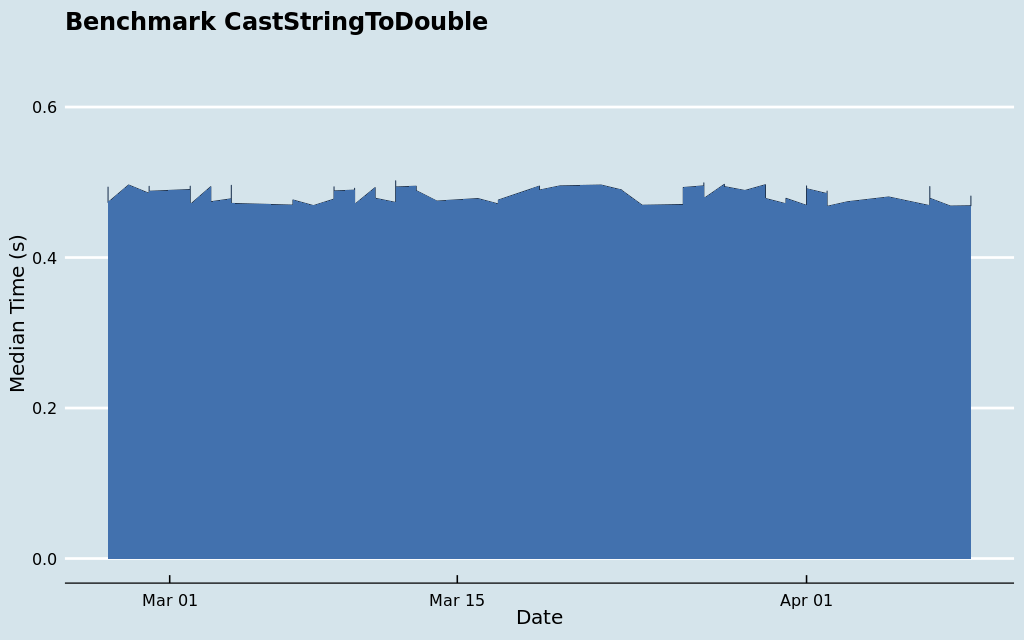 Benchmark CastStringToDouble
0.6
0.4
0.2
0.0
Median Time (s)
Mar 01
Mar 15
Apr 01
Date